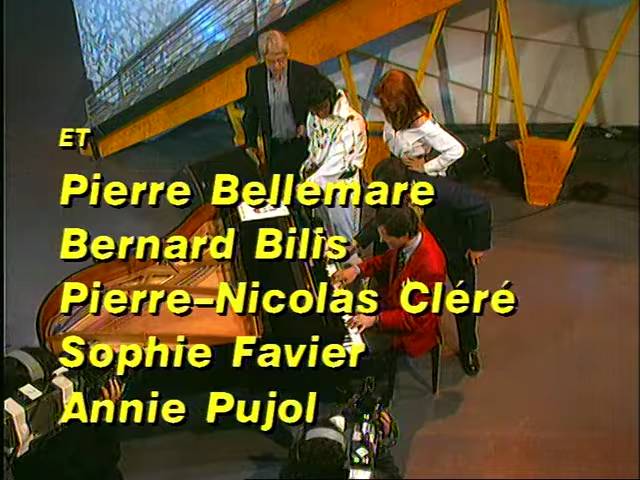 ET
Pierre Bellemare
Bernard Bilis
Pierre-Nicolas Cléré
Sophie Favier
Annie Pujol